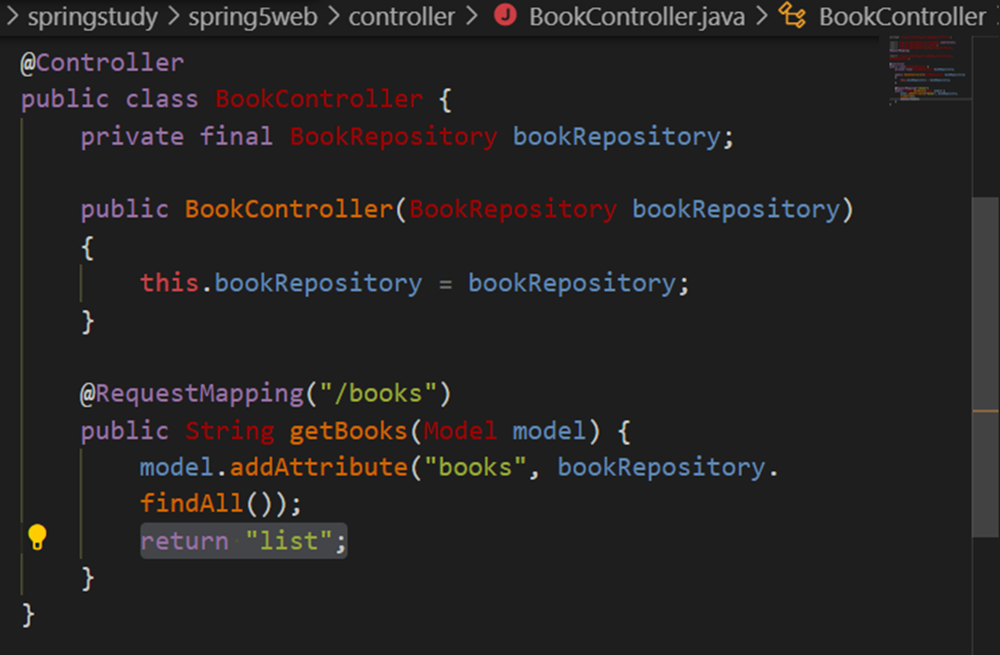 > springstudy > spring5web > controller > J BookController.java > BookController
@Controller
public class BookController {
private final BookRepository bookRepository;
public BookController(BookRepository bookRepository)
{
this.bookRepository = bookRepository;
}
@RequestMapping("/books")
public String getBooks(Model model) {
model.addAttribute("books", bookRepository.
findAll());
return "list";
}
}